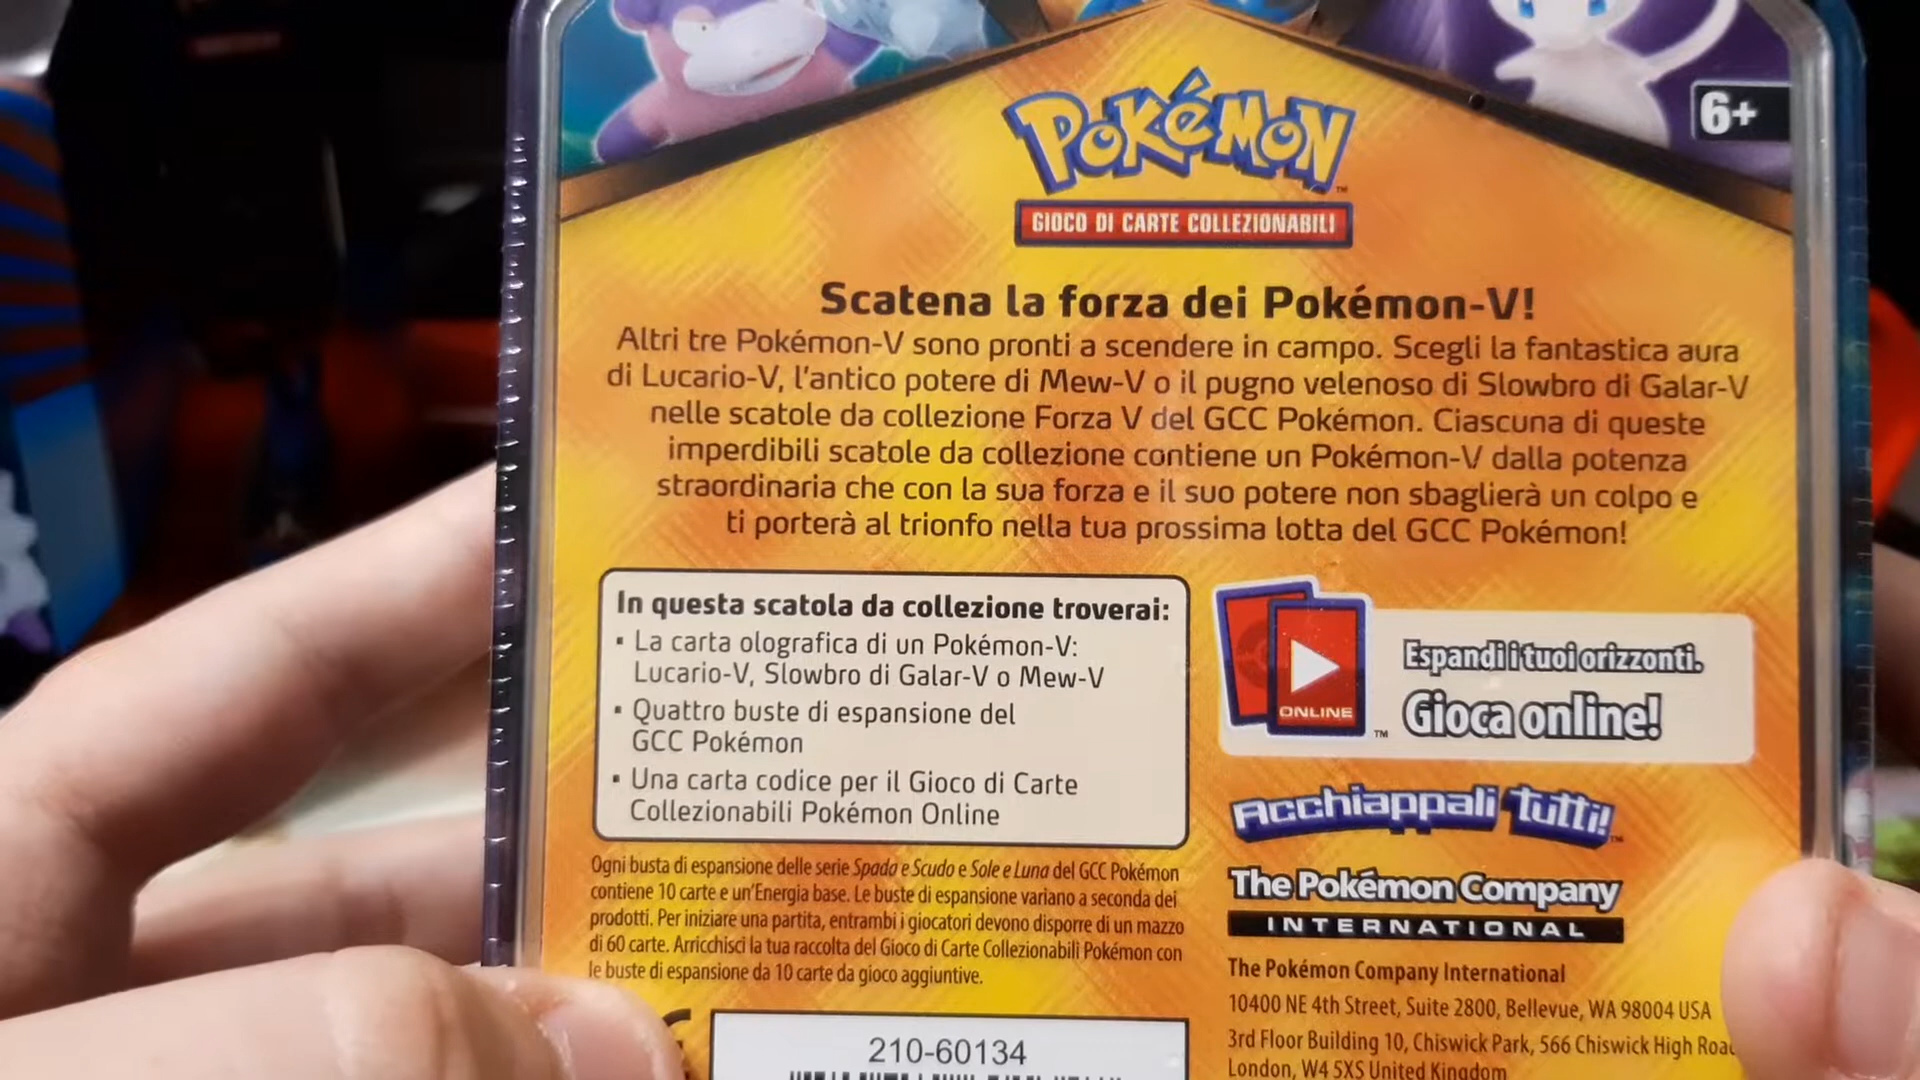 6+
POKéMON
™
GIOCO DI CARTE COLLEZIONABILI
Scatena la forza dei Pokémon-V!
Altri tre Pokémon-V sono pronti a scendere in campo. Scegli la fantastica aura
di Lucario-V, l'antico potere di Mew-V o il pugno velenoso di Slowbro di Galar-V
nelle scatole da collezione Forza V del GCC Pokémon. Ciascuna di queste
imperdibili scatole da collezione contiene un Pokémon-V dalla potenza
straordinaria che con la sua forza e il suo potere non sbaglierà un colpo e
ti porterà al trionfo nella tua prossima lotta del GCC Pokémon!
In questa scatola da collezione troverai:
▪ La carta olografica di un Pokémon-V:
Lucario-V, Slowbro di Galar-V o Mew-V
▪ Quattro buste di espansione del
GCC Pokémon
▪ Una carta codice per il Gioco di Carte
Collezionabili Pokémon Online
Ogni busta di espansione delle serie Spada e Scudo e Sole e Luna del GCC Pokémon
contiene 10 carte e un'Energia base. Le buste di espansione variano a seconda dei
prodotti. Per iniziare una partita, entrambi i giocatori devono disporre di un mazzo
di 60 carte. Arricchisci la tua raccolta del Gioco di Carte Collezionabili Pokémon con
le buste di espansione da 10 carte da gioco aggiuntive.
210-60134
ONLINE
™
Espandi i tuoi orizzonti.
Gioca online!
Acchiappali tutti!
™
The Pokémon Company
INTERNATIONAL
The Pokémon Company International
10400 NE 4th Street, Suite 2800, Bellevue, WA 98004 USA
3rd Floor Building 10, Chiswick Park, 566 Chiswick High
London, W4 5XS United Kingdom